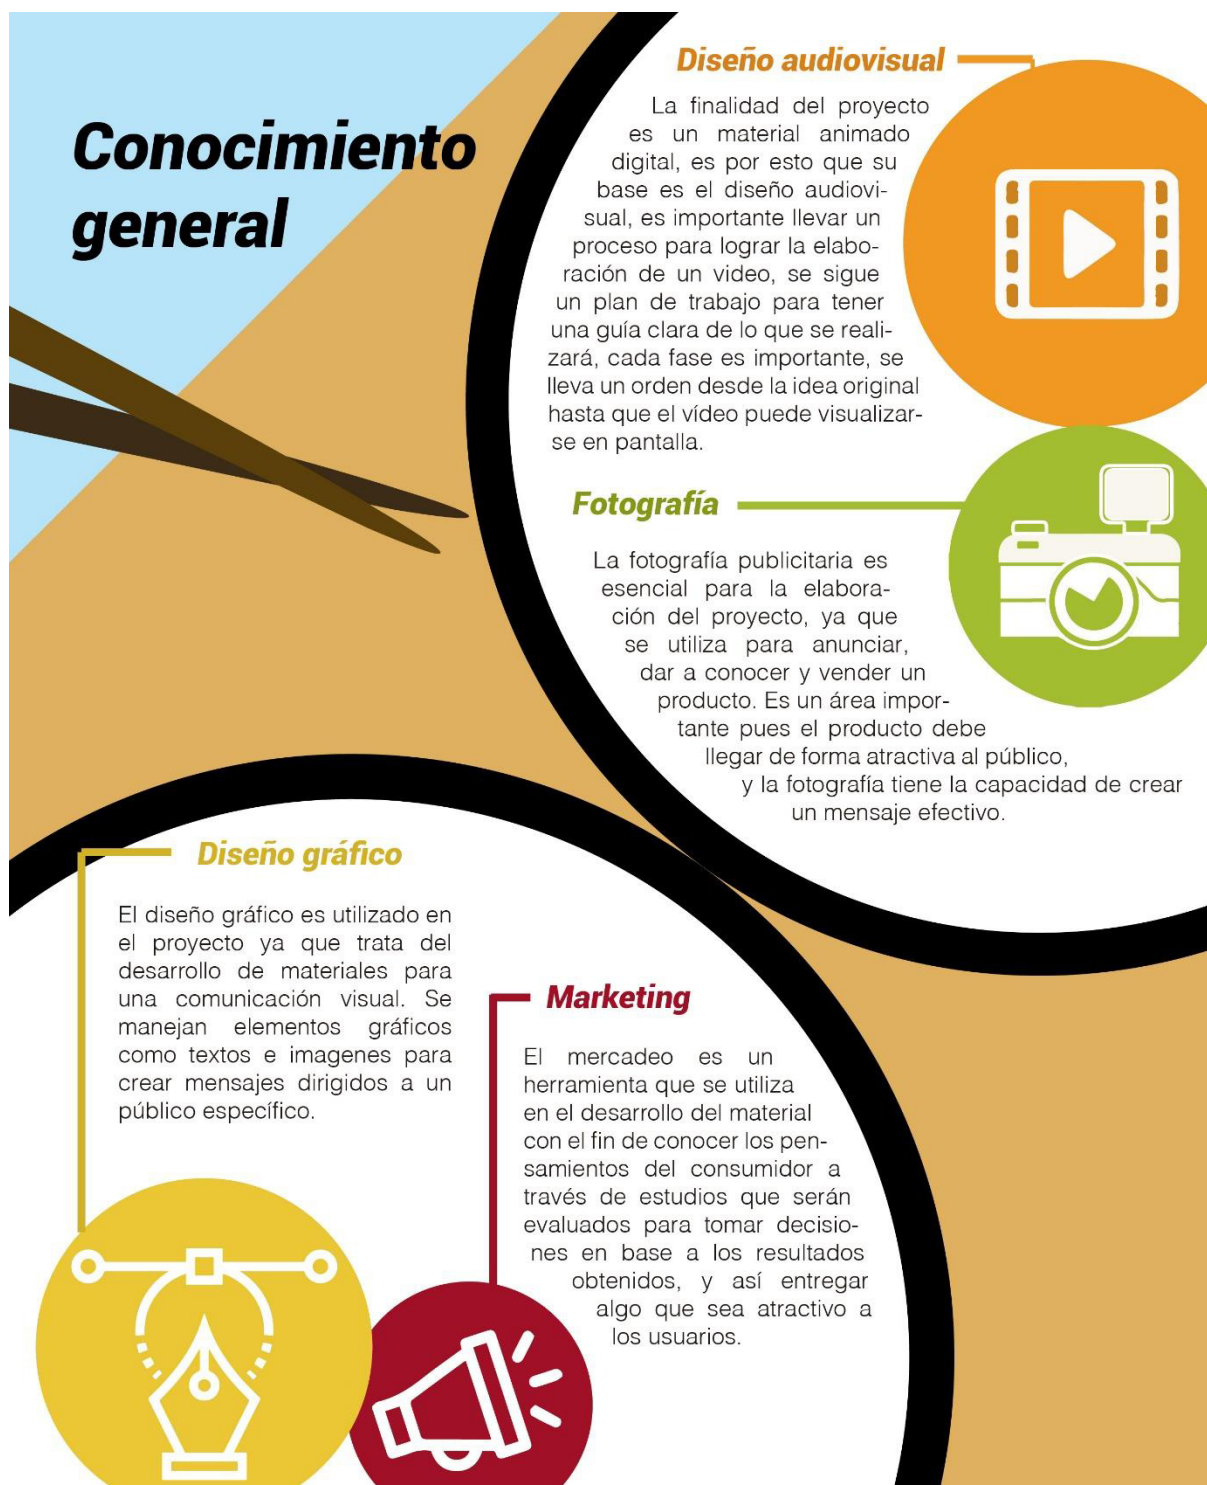 Conocimiento
general
Diseño audiovisual
La finalidad del proyecto
es un material animado
digital, es por esto que su
base es el diseño audiovi-
sual, es importante llevar un
proceso para lograr la elabo-
ración de un video, se sigue
un plan de trabajo para tener
una guía clara de lo que se reali-
zará, cada fase es importante, se
lleva un orden desde la idea original
hasta que el vídeo puede visualizar-
se en pantalla.
Fotografía
La fotografía publicitaria es
esencial para la elabora-
ción del proyecto, ya que
se utiliza para anunciar,
dar a conocer y vender un
producto. Es un área impor-
tante pues el producto debe
llegar de forma atractiva al público,
y la fotografía tiene la capacidad de crear
un mensaje efectivo.
Diseño gráfico
El diseño gráfico es utilizado en
el proyecto ya que trata del
desarrollo de materiales para
una comunicación visual. Se
manejan elementos gráficos
como textos e imagenes para
crear mensajes dirigidos a un
público específico.
Marketing
El mercadeo es un
herramienta que se utiliza
en el desarrollo del material
con el fin de conocer los pen-
samientos del consumidor a
través de estudios que serán
evaluados para tomar decisio-
nes en base a los resultados
obtenidos, y así entregar
algo que sea atractivo a
los usuarios.